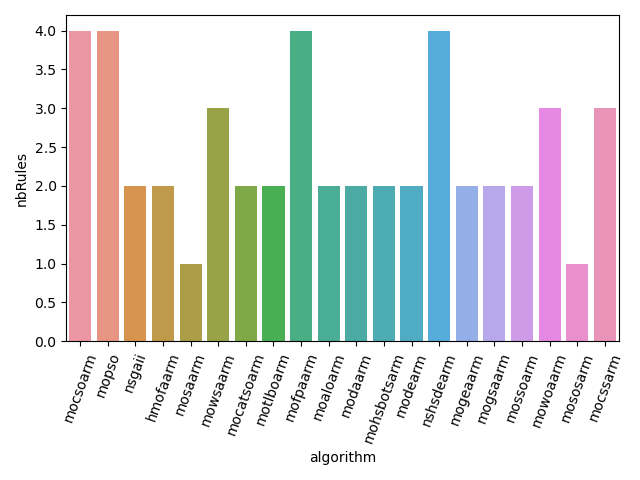 4.0
3.5
3.0
2.5
2.0
1.5
1.0
0.5
0.0
nbRules
mocsoarm
mopso
nsgaii
hmofaarm
mosaarm
mowsaarm
mocatsoarm
motlboarm
mofpaarm
moaloarm
modaarm
mohsbotsarm
modearm
nshsdearm
mogeaarm
mogsaarm
mossoarm
mowoaarm
mososarm
mocssarm
algorithm